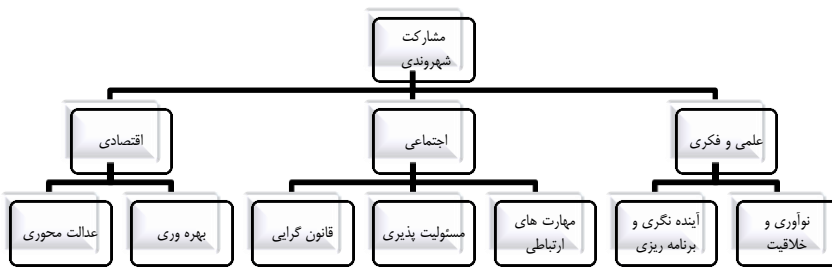 مشارکت
شهروندی
علمی و فکری
اجتماعی
اقتصادی
نوآوری و
خلاقیت
آینده نگری و
برنامه ریزی
مهارت های
ارتباطی
مسئولیت پذیری
قانون گرایی
بهره وری
عدالت محوری